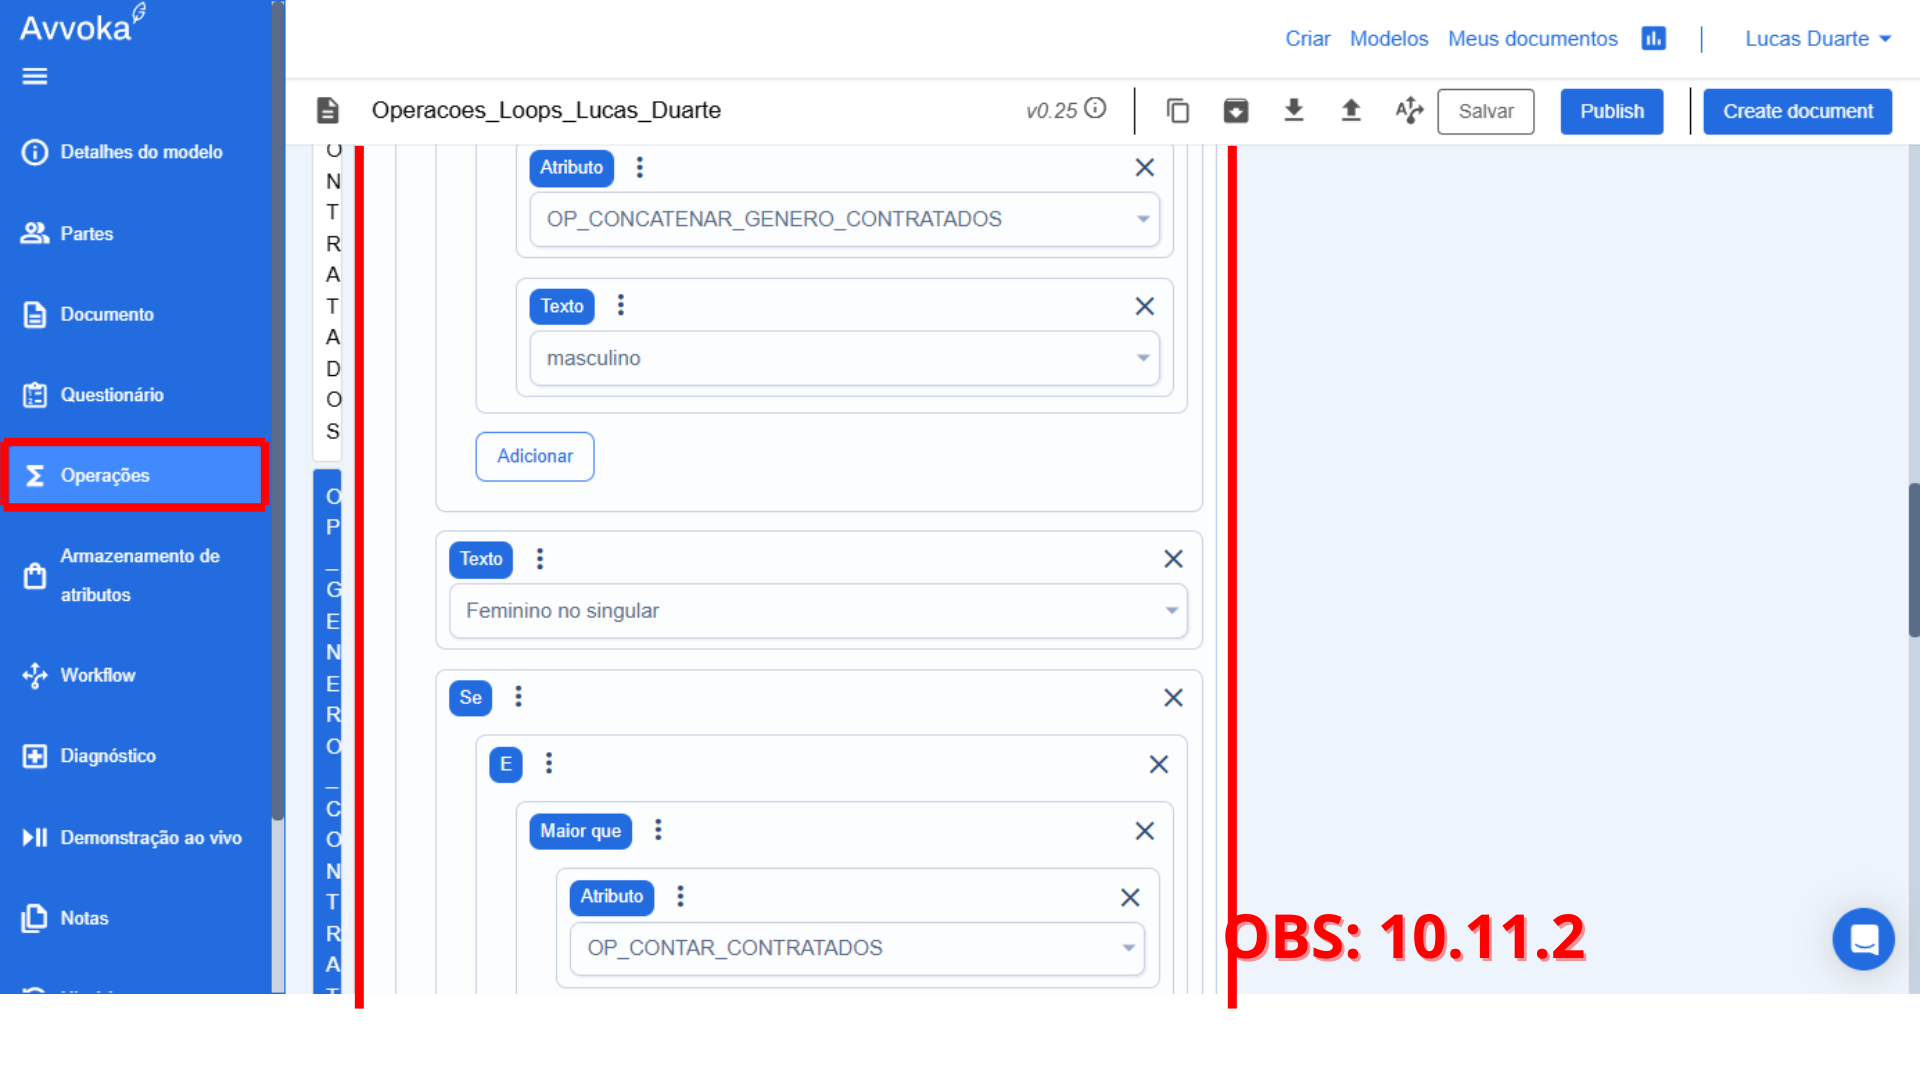 Avvoka
Criar Modelos Meus documentos Lucas Duarte
Operacoes_Loops_Lucas_Duarte v0.25 Salvar Publish Create document
Detalhes do modelo
Partes
Documento
Questionário
Operações
Armazenamento de
atributos
Workflow
Diagnóstico
Demonstração ao vivo
Notas
O
N
T
R
A
T
A
D
O
S
O
P
_
G
E
N
E
R
O
_
C
O
N
T
R
A
T
Atributo
OP_CONCATENAR_GENERO_CONTRATADOS
Texto
masculino
Adicionar
Texto
Feminino no singular
Se
E
Maior que
Atributo
OP_CONTAR_CONTRATADOS
OBS: 10.11.2